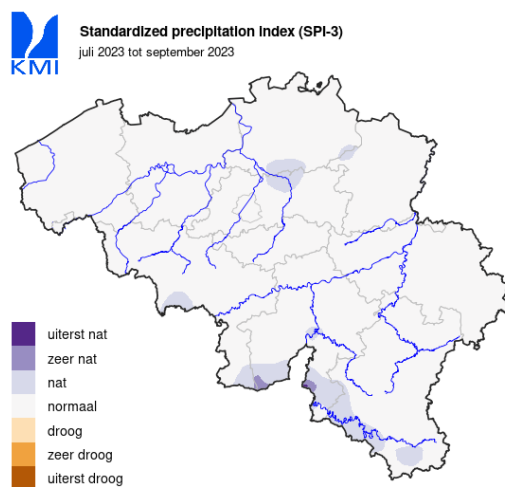 Standardized precipitation index (SPI-3)
juli 2023 tot september 2023
KMI
uiterst nat
zeer nat
nat
normaal
droog
zeer droog
uiterst droog